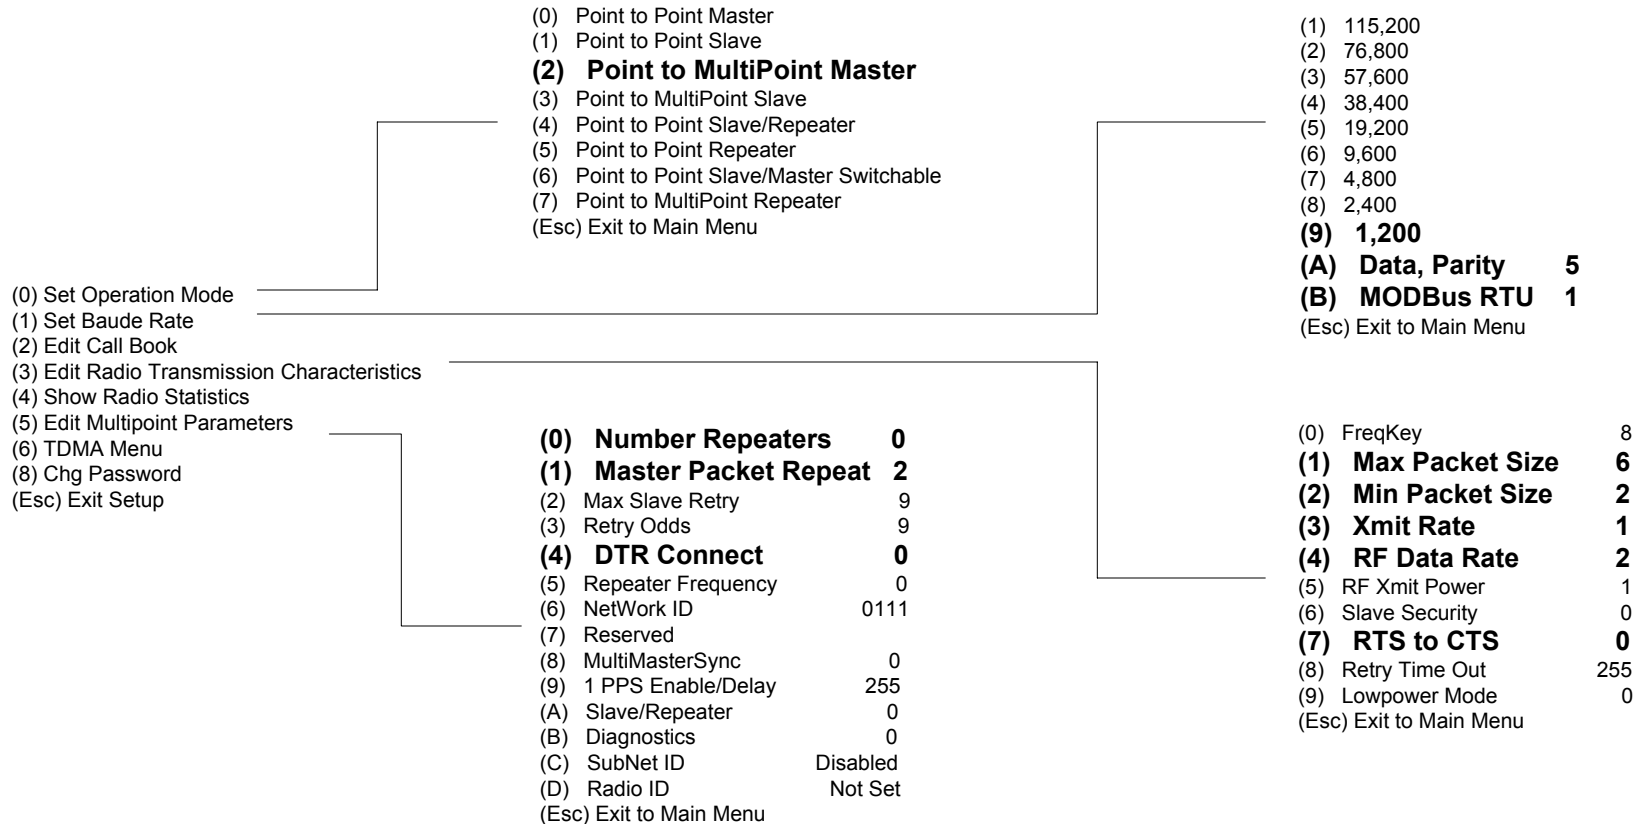 (0) Set Operation Mode
(1) Set Baude Rate
(2) Edit Call Book
(3) Edit Radio Transmission Characteristics
(4) Show Radio Statistics
(5) Edit Multipoint Parameters
(6) TDMA Menu
(8) Chg Password
(Esc) Exit Setup
(0) Point to Point Master
(1) Point to Point Slave
(2) Point to MultiPoint Master
(3) Point to MultiPoint Slave
(4) Point to Point Slave/Repeater
(5) Point to Point Repeater
(6) Point to Point Slave/Master Switchable
(7) Point to MultiPoint Repeater
(Esc) Exit to Main Menu
(1) 115,200
(2) 76,800
(3) 57,600
(4) 38,400
(5) 19,200
(6) 9,600
(7) 4,800
(8) 2,400
(9) 1,200
(A) Data, Parity 5
(B) MODBus RTU 1
(Esc) Exit to Main Menu
(0) Number Repeaters 0
(1) Master Packet Repeat 2
(2) Max Slave Retry 9
(3) Retry Odds 9
(4) DTR Connect 0
(5) Repeater Frequency 0
(6) NetWork ID 0111
(7) Reserved
(8) MultiMasterSync 0
(9) 1 PPS Enable/Delay 255
(A) Slave/Repeater 0
(B) Diagnostics 0
(C) SubNet ID Disabled
(D) Radio ID Not Set
(Esc) Exit to Main Menu
(0) FreqKey 8
(1) Max Packet Size 6
(2) Min Packet Size 2
(3) Xmit Rate 1
(4) RF Data Rate 2
(5) RF Xmit Power 1
(6) Slave Security 0
(7) RTS to CTS 0
(8) Retry Time Out 255
(9) Lowpower Mode 0
(Esc) Exit to Main Menu